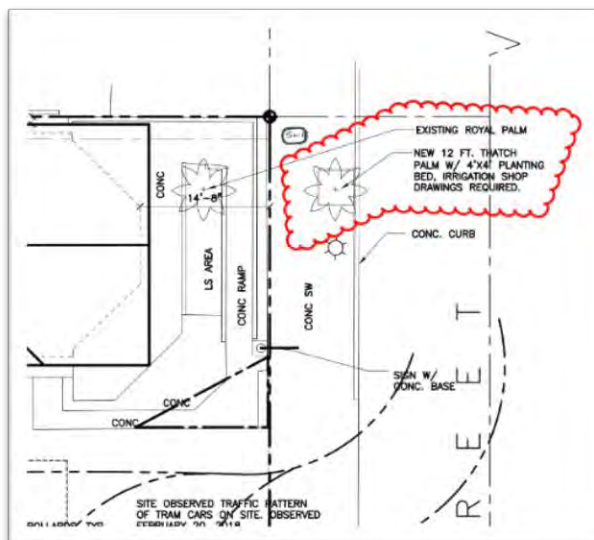 EXISTING ROYAL PALM
NEW 12 FT. THATCH
PALM W/ 4'X4' PLANTING
BED, IRRIGATION SHOP
DRAWINGS REQUIRED.
CONC
14'-8"
CONC. CURB
LS AREA
CONC RAMP
CONC SW
SIGN W/
CONC. BASE
CONC
CONC
REET
SITE OBSERVED TRAFFIC PATTERN
OF TRAM CARS ON SITE. OBSERVED
FEBRUARY 20, 2018
BOLLARDS TYP